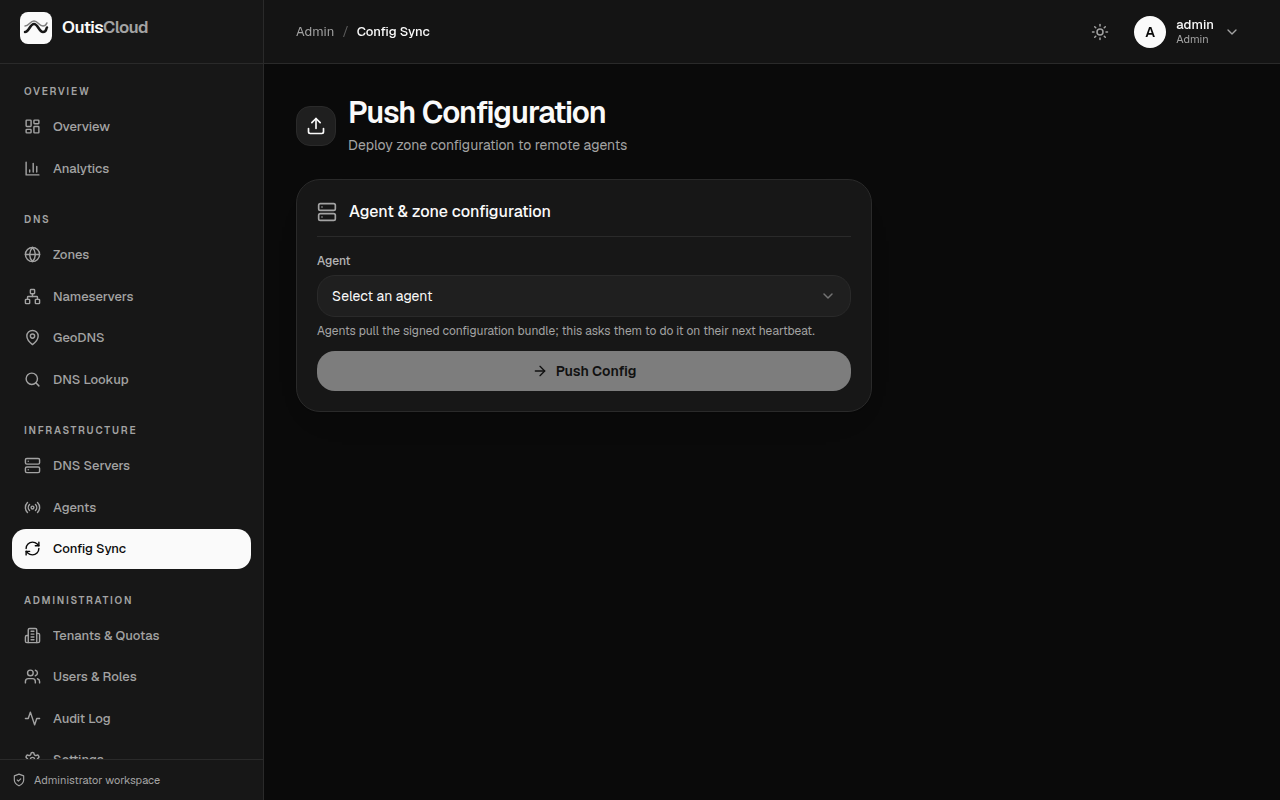 OutisCloud
OVERVIEW
Overview
Analytics
DNS
Zones
Nameservers
GeoDNS
DNS Lookup
INFRASTRUCTURE
DNS Servers
Agents
Config Sync
ADMINISTRATION
Tenants & Quotas
Users & Roles
Audit Log
Settings
Administrator workspace
Admin / Config Sync
A
admin
Admin
Push Configuration
Deploy zone configuration to remote agents
Agent & zone configuration
Agent
Select an agent
Agents pull the signed configuration bundle; this asks them to do it on their next heartbeat.
Push Config